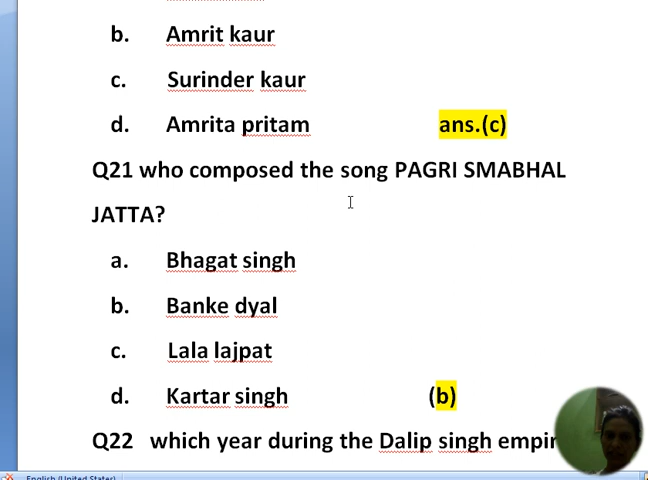 b. Amrit kaur
c. Surinder kaur
d. Amrita pritam ans.(c)
Q21 who composed the song PAGRI SMABHAL
JATTA?
a. Bhagat singh
b. Banke dyal
c. Lala lajpat
d. Kartar singh (b)
Q22 which year during the Dalip singh
English (United States)